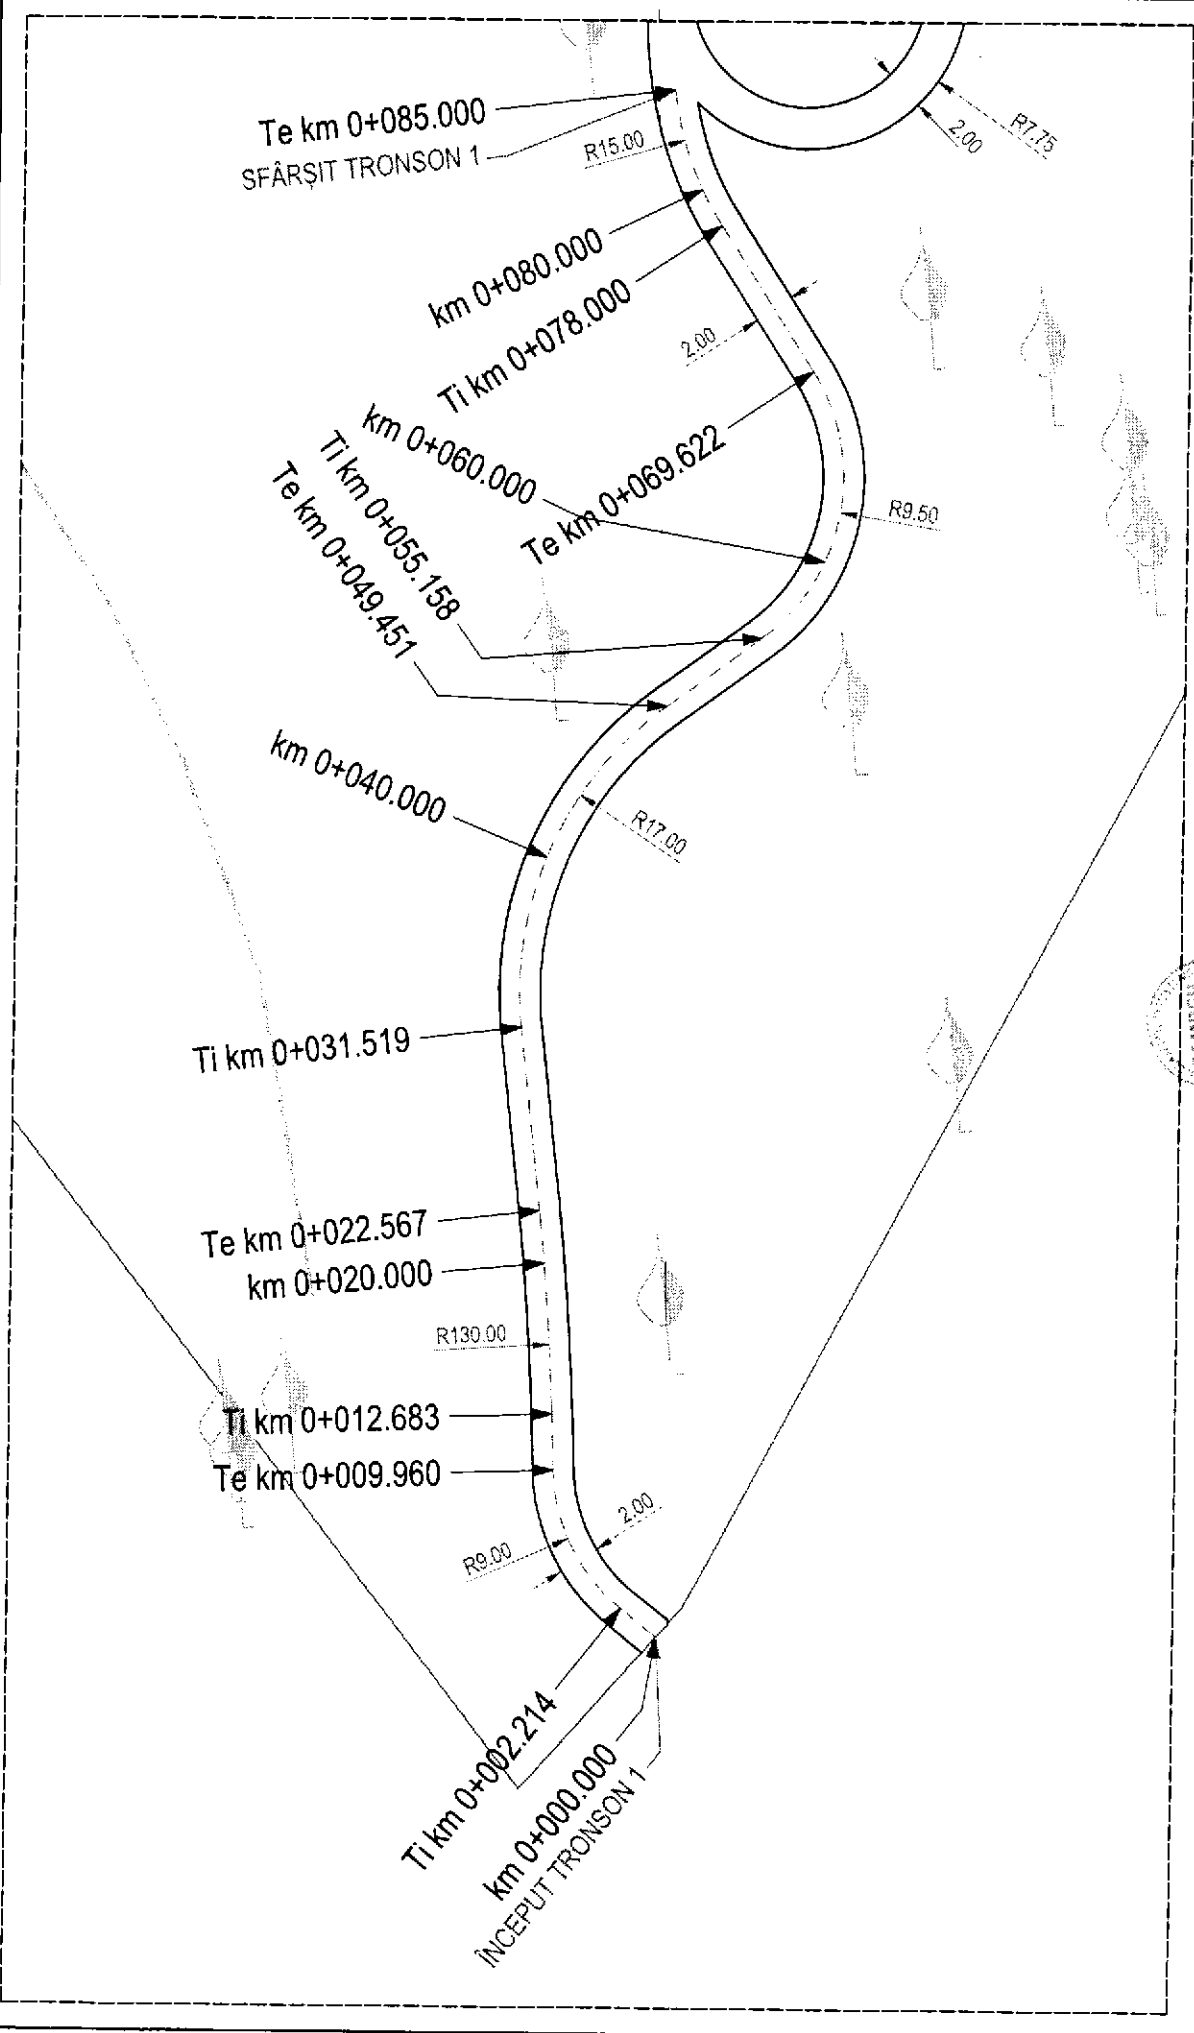 Te km 0+085.000
SFÂRȘIT TRONSON 1
R15.00
R7.75
2.00
km 0+080.000
Ti km 0+078.000
2.00
km 0+060.000
Ti km 0+055.158
Te km 0+049.451
Te km 0+069.622
R9.50
km 0+040.000
R17.00
Ti km 0+031.519
Te km 0+022.567
km 0+020.000
R130.00
Ti km 0+012.683
Te km 0+009.960
2.00
R9.00
Ti km 0+002.214
km 0+000.000
ÎNCEPUT TRONSON 1